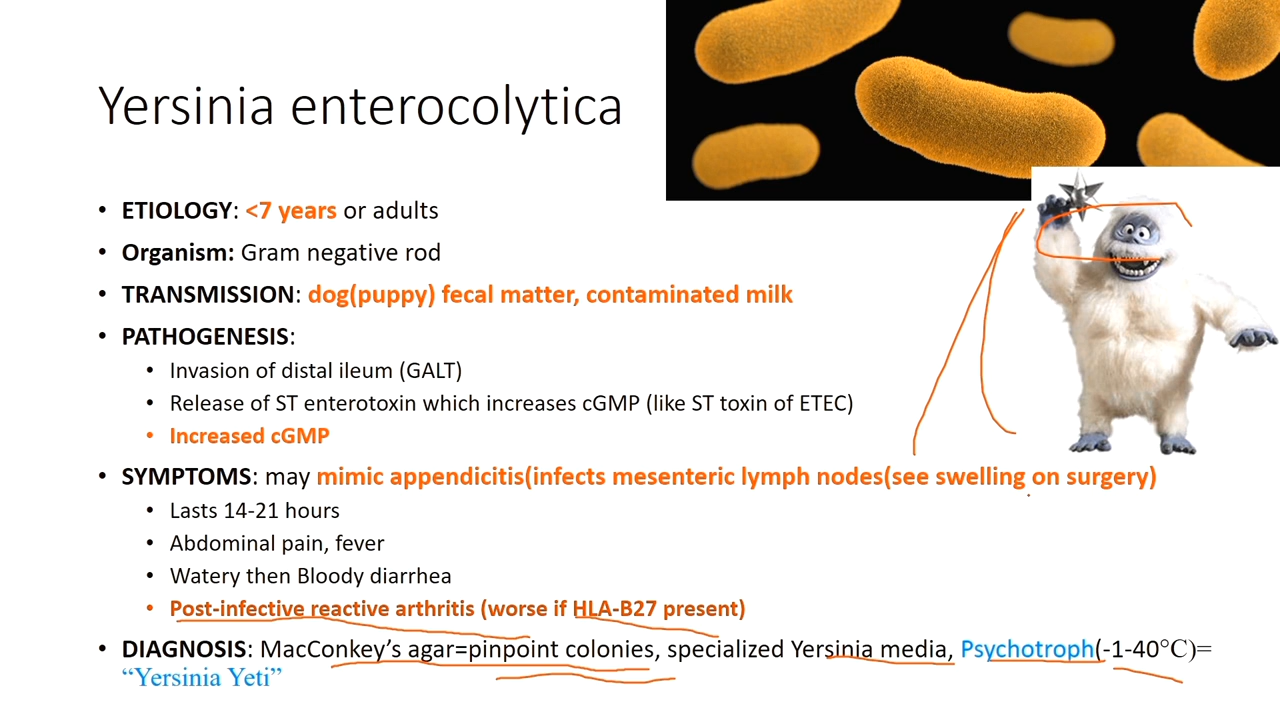 Yersinia enterocolytica
• ETIOLOGY: <7 years or adults
• Organism: Gram negative rod
• TRANSMISSION: dog(puppy) fecal matter, contaminated milk
• PATHOGENESIS:
• Invasion of distal ileum (GALT)
• Release of ST enterotoxin which increases cGMP (like ST toxin of ETEC)
• Increased cGMP
• SYMPTOMS: may mimic appendicitis(infects mesenteric lymph nodes(see swelling on surgery)
• Lasts 14-21 hours
• Abdominal pain, fever
• Watery then Bloody diarrhea
• Post-infective reactive arthritis (worse if HLA-B27 present)
• DIAGNOSIS: MacConkey’s agar=pinpoint colonies, specialized Yersinia media, Psychotroph(-1-40°C)=
“Yersinia Yeti”